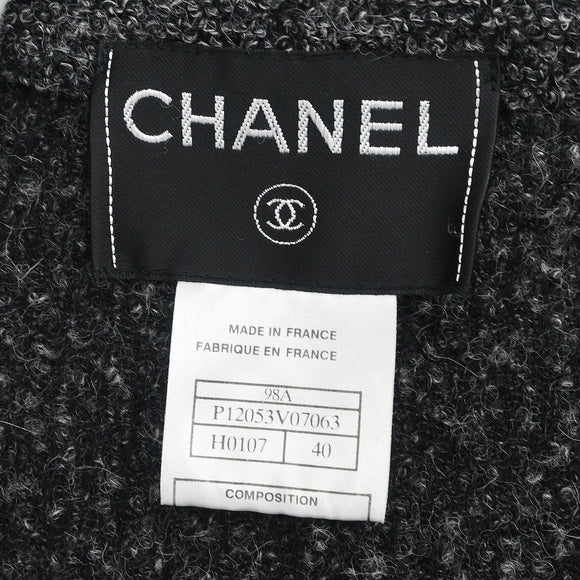 CHANEL
MADE IN FRANCE
FABRIQUE EN FRANCE
98A
P12053V07063
H0107 40
COMPOSITION